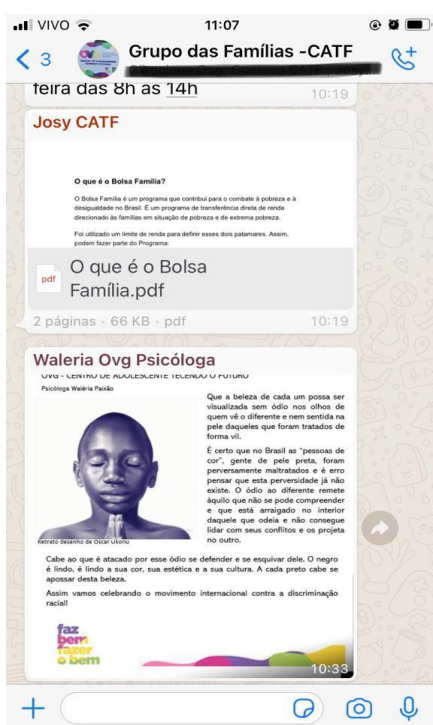 VIVO
11:07
3
Grupo das Famílias -CATF
feira das 8h as 14h
10:19
Josy CATF
O que é o Bolsa Família?
O Bolsa Família é um programa que contribui para o combate à pobreza e à
desigualdade no Brasil. É um programa de transferência direta de renda
direcionado às famílias em situação de pobreza e de extrema pobreza.
Foi utilizado um limite de renda para definir esses dois patamares. Assim,
podem fazer parte do Programa:
pdf
O que é o Bolsa
Família.pdf
2 páginas · 66 KB · pdf
10:19
Waleria Ovg Psicóloga
OVG - CENTRO DE ADOLESCENTE TECENDO O FUTURO
Psicóloga Waléria Paixão
Que a beleza de cada um possa ser
visualizada sem ódio nos olhos de
quem vê o diferente e nem sentida na
pele daqueles que foram tratados de
forma vil.
É certo que no Brasil as "pessoas de
cor", gente de pele preta, foram
perversamente maltratados e é erro
pensar que esta perversidade já não
existe. O ódio ao diferente remete
àquilo que não se pode compreender
e que está arraigado no interior
daquele que odeia e não consegue
lidar com seus conflitos e os projeta
no outro.
Retrato desenho de Oscar Ukonu
Cabe ao que é atacado por esse ódio se defender e se esquivar dele. O negro
é lindo, é lindo a sua cor, sua estética e a sua cultura. A cada preto cabe se
apossar desta beleza.
Assim vamos celebrando o movimento internacional contra a discriminação
racial!
faz
bem
fazer
o bem
10:33